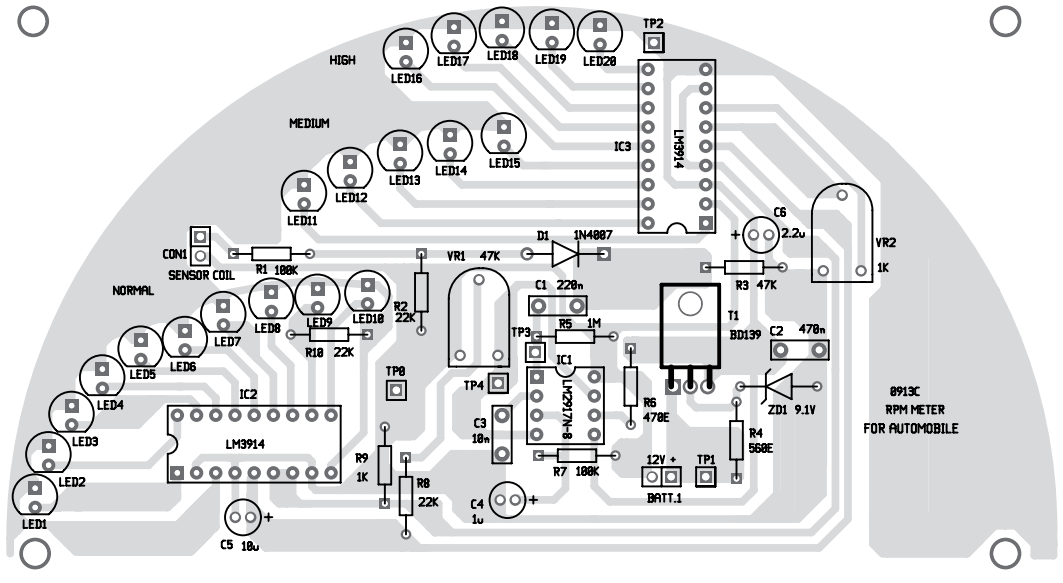 TP2
LED16
LED17
LED18
LED19
LED20
HIGH
MEDIUM
IC3
LM3914
LED15
LED14
LED13
LED12
LED11
C6
+ 2.2u
VR2
1K
CON1
SENSOR COIL
R1 100K
D1 1N4007
VR1 47K
R3 47K
NORMAL
LED10
LED9
LED8
LED7
LED6
LED5
LED4
LED3
LED2
LED1
R2
22K
R10 22K
C1 220n
R5 1M
TP3
IC1
LM2917N-8
T1
BD139
C2 470n
TP0
TP4
IC2
LM3914
C3
10n
R6
470E
ZD1 9.1V
R4
560E
0913C
RPM METER
FOR AUTOMOBILE
R9
1K
R8
22K
R7 100K
12V +
BATT.1
TP1
C4
1u
+
C5 10u
+